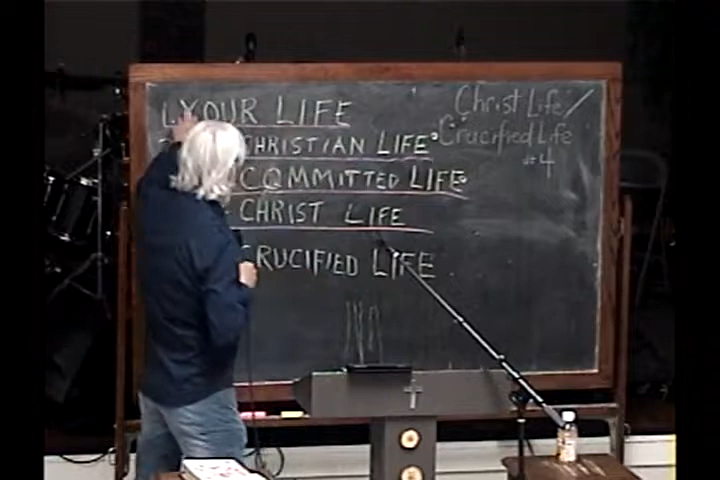 1. YOUR LIFE
CHRISTIAN LIFE
COMMITTED LIFE
CHRIST LIFE
CRUCIFIED LIFE
Christ Life/
Crucified Life
#4